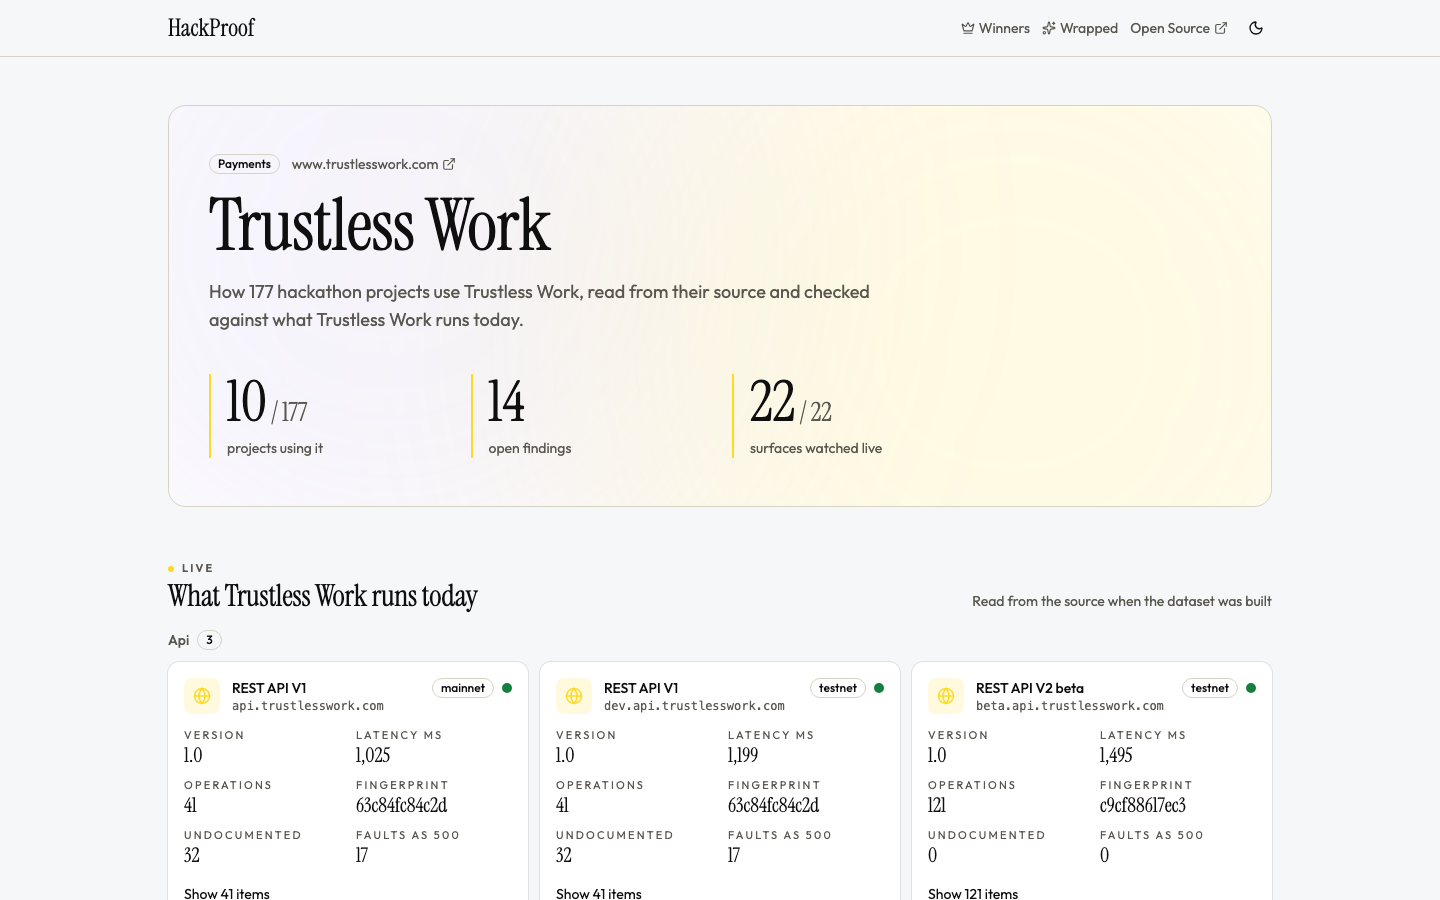 HackProof
Winners
Wrapped
Open Source
Payments
www.trustlesswork.com
Trustless Work
How 177 hackathon projects use Trustless Work, read from their source and checked
against what Trustless Work runs today.
10 / 177
projects using it
14
open findings
22 / 22
surfaces watched live
LIVE
What Trustless Work runs today
Read from the source when the dataset was built
Api 3
REST API V1
mainnet
api.trustlesswork.com
VERSION
1.0
LATENCY MS
1,025
OPERATIONS
41
FINGERPRINT
63c84fc84c2d
UNDOCUMENTED
32
FAULTS AS 500
17
Show 41 items
REST API V1
testnet
dev.api.trustlesswork.com
VERSION
1.0
LATENCY MS
1,199
OPERATIONS
41
FINGERPRINT
63c84fc84c2d
UNDOCUMENTED
32
FAULTS AS 500
17
Show 41 items
REST API V2 beta
testnet
beta.api.trustlesswork.com
VERSION
1.0
LATENCY MS
1,495
OPERATIONS
121
FINGERPRINT
c9cf88617ec3
UNDOCUMENTED
0
FAULTS AS 500
0
Show 121 items